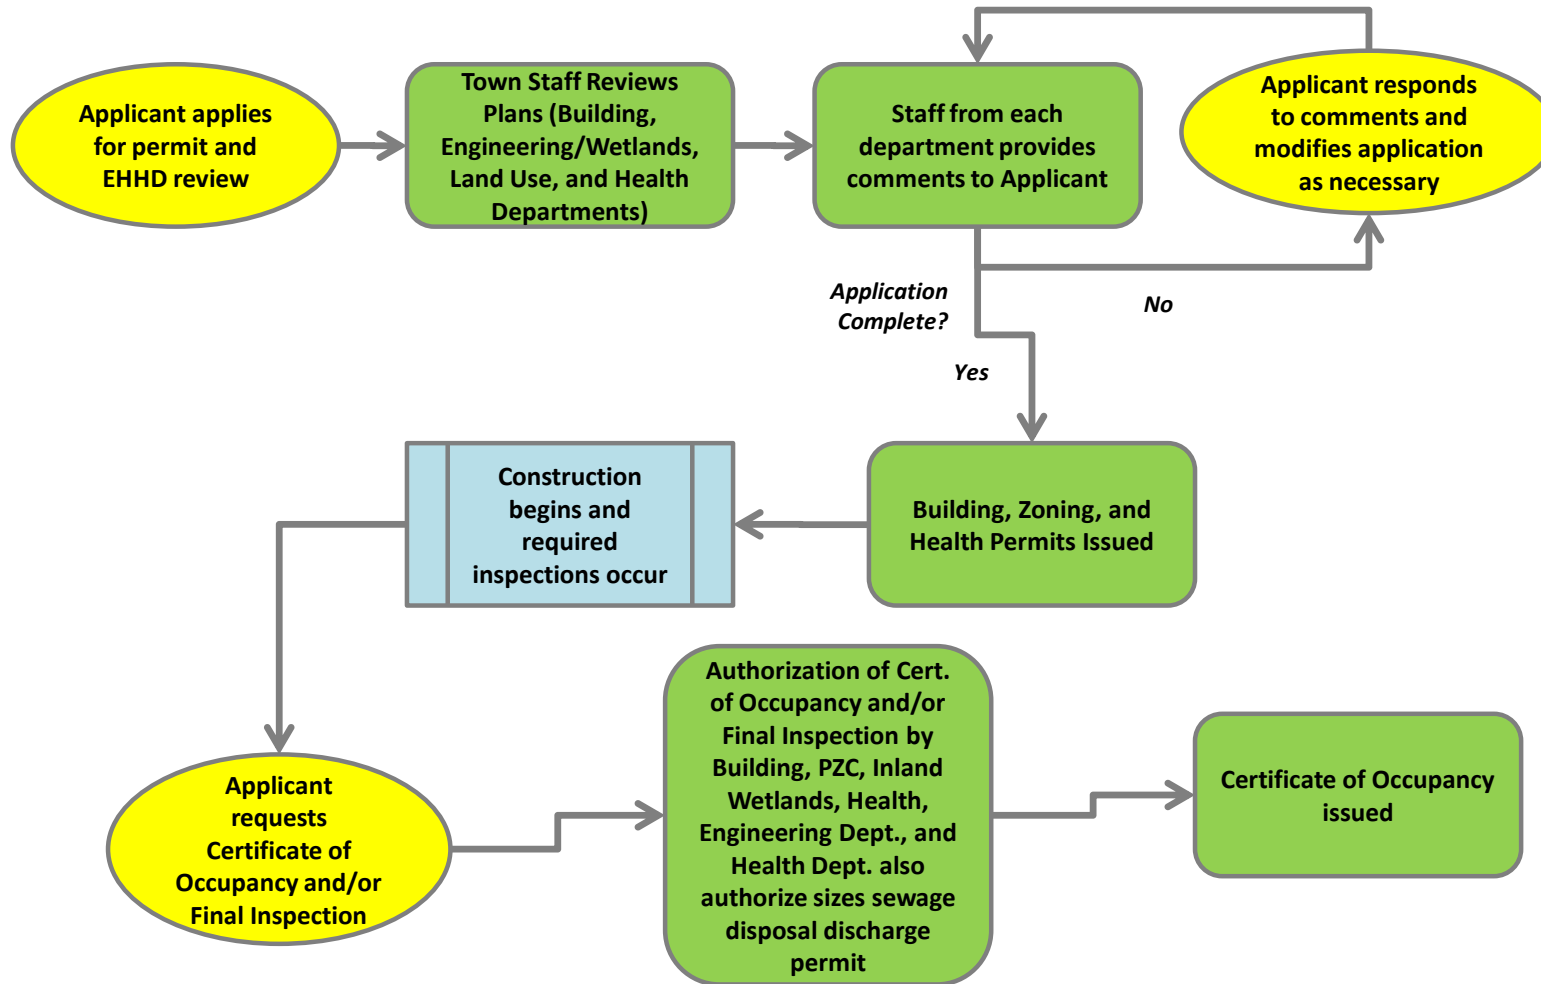 Applicant applies
for permit and
EHHD review
Town Staff Reviews
Plans (Building,
Engineering/Wetlands,
Land Use, and Health
Departments)
Staff from each
department provides
comments to Applicant
Applicant responds
to comments and
modifies application
as necessary
Application
Complete?
No
Yes
Building, Zoning, and
Health Permits Issued
Construction
begins and
required
inspections occur
Applicant
requests
Certificate of
Occupancy and/or
Final Inspection
Authorization of Cert.
of Occupancy and/or
Final Inspection by
Building, PZC, Inland
Wetlands, Health,
Engineering Dept., and
Health Dept. also
authorize sizes sewage
disposal discharge
permit
Certificate of Occupancy
issued